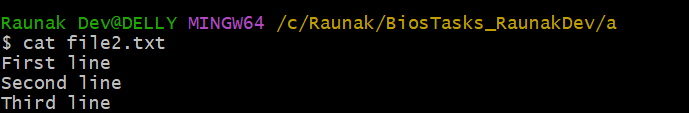 Raunak Dev@DELLY MINGW64 /c/Raunak/BiosTasks_RaunakDev/a
$ cat file2.txt
First line
Second line
Third line